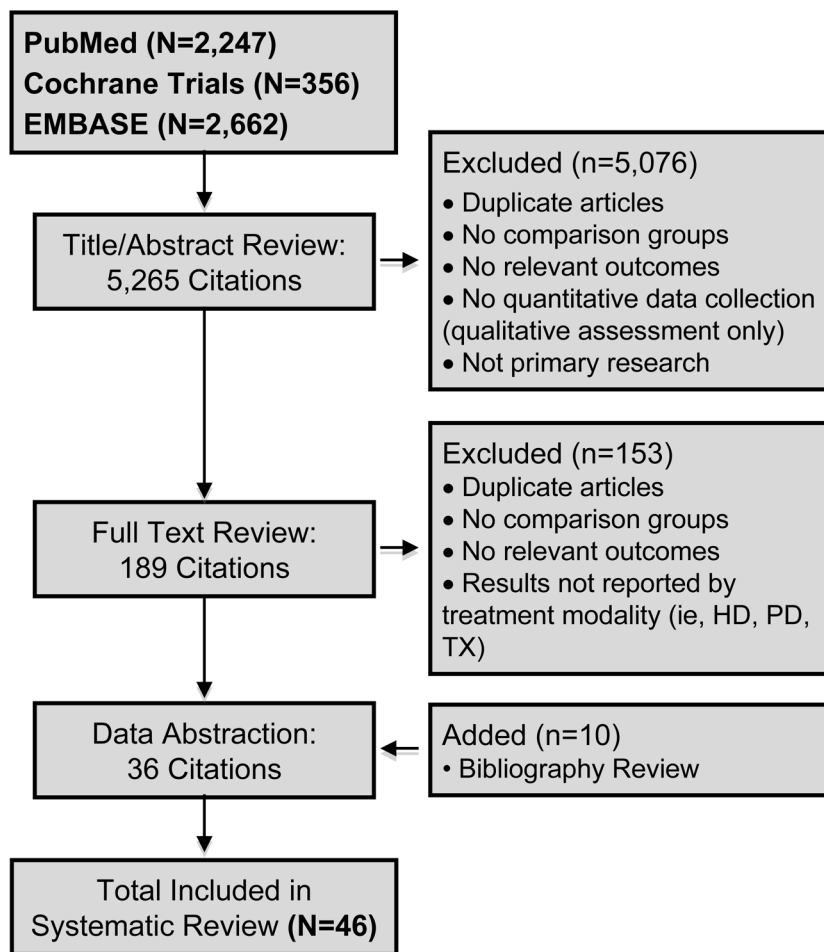 PubMed (N=2,247)
Cochrane Trials (N=356)
EMBASE (N=2,662)
Title/Abstract Review:
5,265 Citations
Excluded (n=5,076)
• Duplicate articles
• No comparison groups
• No relevant outcomes
• No quantitative data collection
(qualitative assessment only)
• Not primary research
Full Text Review:
189 Citations
Excluded (n=153)
• Duplicate articles
• No comparison groups
• No relevant outcomes
• Results not reported by
treatment modality (ie, HD, PD,
TX)
Data Abstraction:
36 Citations
Added (n=10)
• Bibliography Review
Total Included in
Systematic Review (N=46)